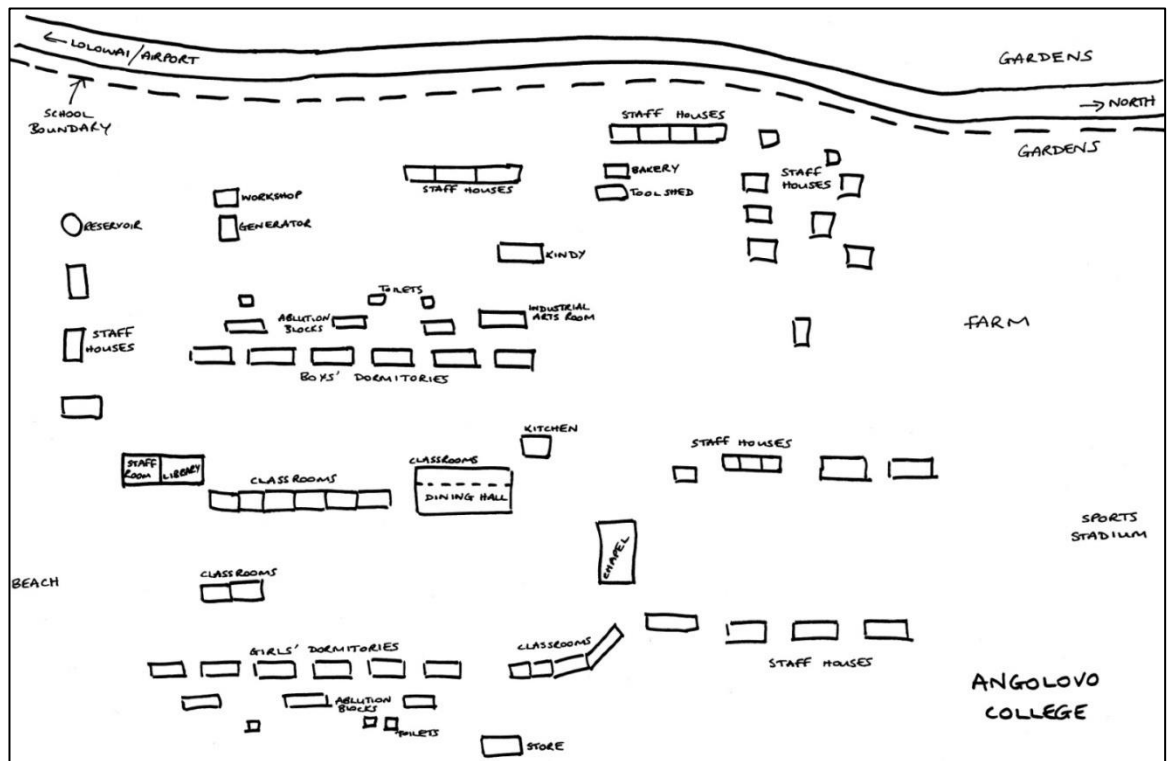 ← LOLOWAI/AIRPORT
GARDENS
→ NORTH
SCHOOL
BOUNDARY
GARDENS
STAFF HOUSES
STAFF HOUSES
BAKERY
TOOL SHED
STAFF
HOUSES
WORKSHOP
GENERATOR
RESERVOIR
KINDY
TOILETS
ABLUTION
BLOCKS
INDUSTRIAL
ARTS ROOM
FARM
STAFF
HOUSES
BOYS' DORMITORIES
KITCHEN
STAFF HOUSES
STAFF
ROOM
LIBRARY
CLASSROOMS
CLASSROOMS
DINING HALL
SPORTS
STADIUM
CHAPEL
BEACH
CLASSROOMS
GIRLS' DORMITORIES
CLASSROOMS
STAFF HOUSES
ABLUTION
BLOCKS
TOILETS
STORE
ANGOLOVO
COLLEGE